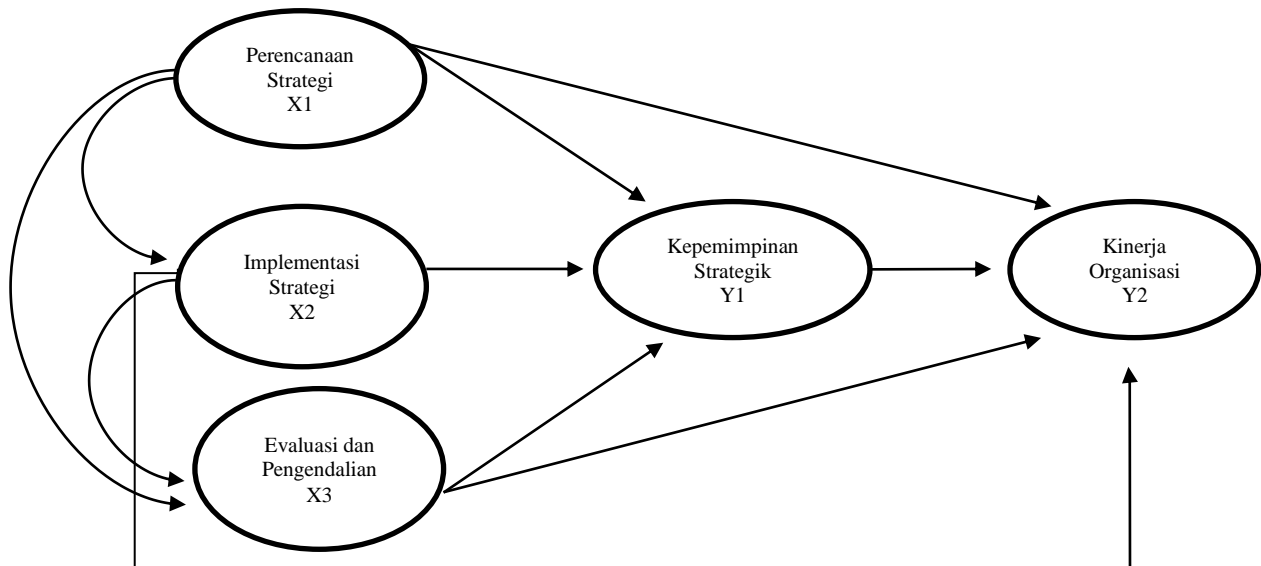 Perencanaan
Strategi
X1
Implementasi
Strategi
X2
Evaluasi dan
Pengendalian
X3
Kepemimpinan
Strategik
Y1
Kinerja
Organisasi
Y2